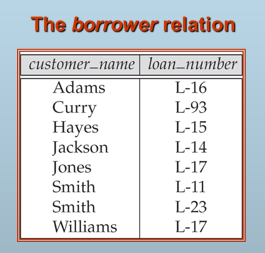 The borrower relation
customer_name loan_number
Adams L-16
Curry L-93
Hayes L-15
Jackson L-14
Jones L-17
Smith L-11
Smith L-23
Williams L-17